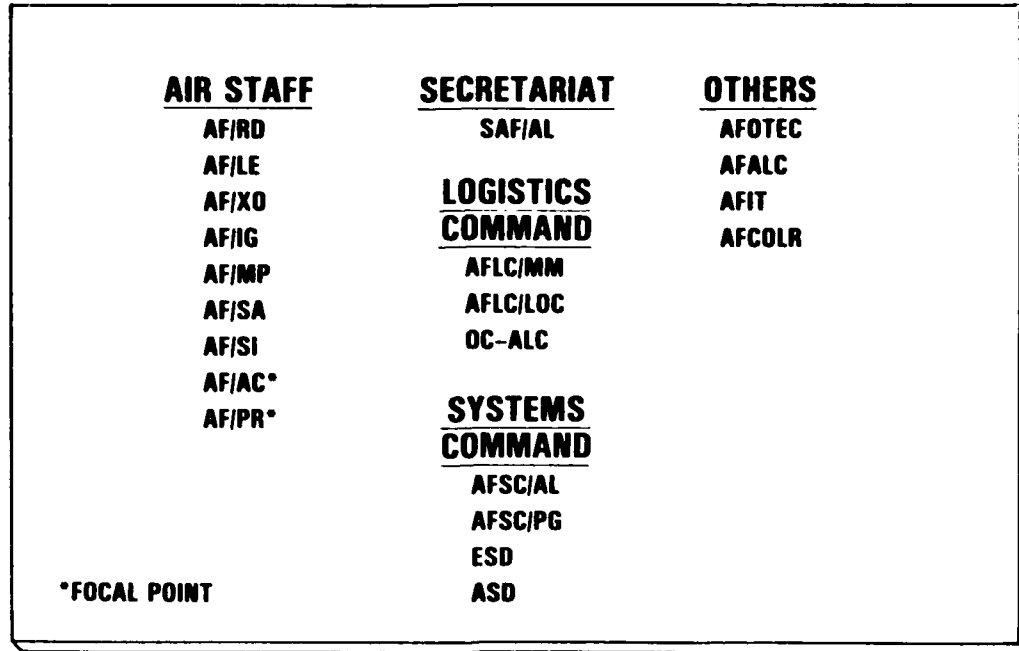 AIR STAFF
AF/RD
AF/LE
AF/XO
AF/IG
AF/MP
AF/SA
AF/SI
AF/AC*
AF/PR*
*FOCAL POINT
SECRETARIAT
SAF/AL
LOGISTICS
COMMAND
AFLC/MM
AFLC/LOC
OC-ALC
SYSTEMS
COMMAND
AFSC/AL
AFSC/PG
ESD
ASD
OTHERS
AFOTEC
AFALC
AFIT
AFCOLR